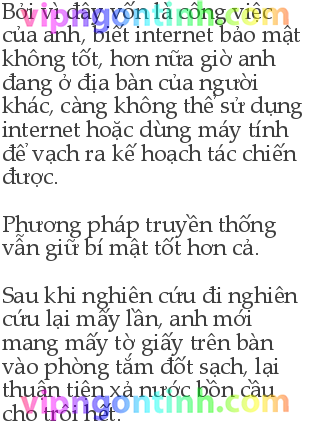 Bởi vì đây vốn là công việc
của anh, biết internet bảo mật
không tốt, hơn nữa giờ anh
đang ở địa bàn của người
khác, càng không thể sử dụng
internet hoặc dùng máy tính
để vạch ra kế hoạch tác chiến
được.
Phương pháp truyền thống
vẫn giữ bí mật tốt hơn cả.
Sau khi nghiên cứu đi nghiên
cứu lại mấy lần, anh mới
mang mấy tờ giấy trên bàn
vào phòng tắm đốt sạch, lại
thuận tiện xả nước bồn cầu
cho trôi hết.
vipngontinh.com
vipngontinh.com